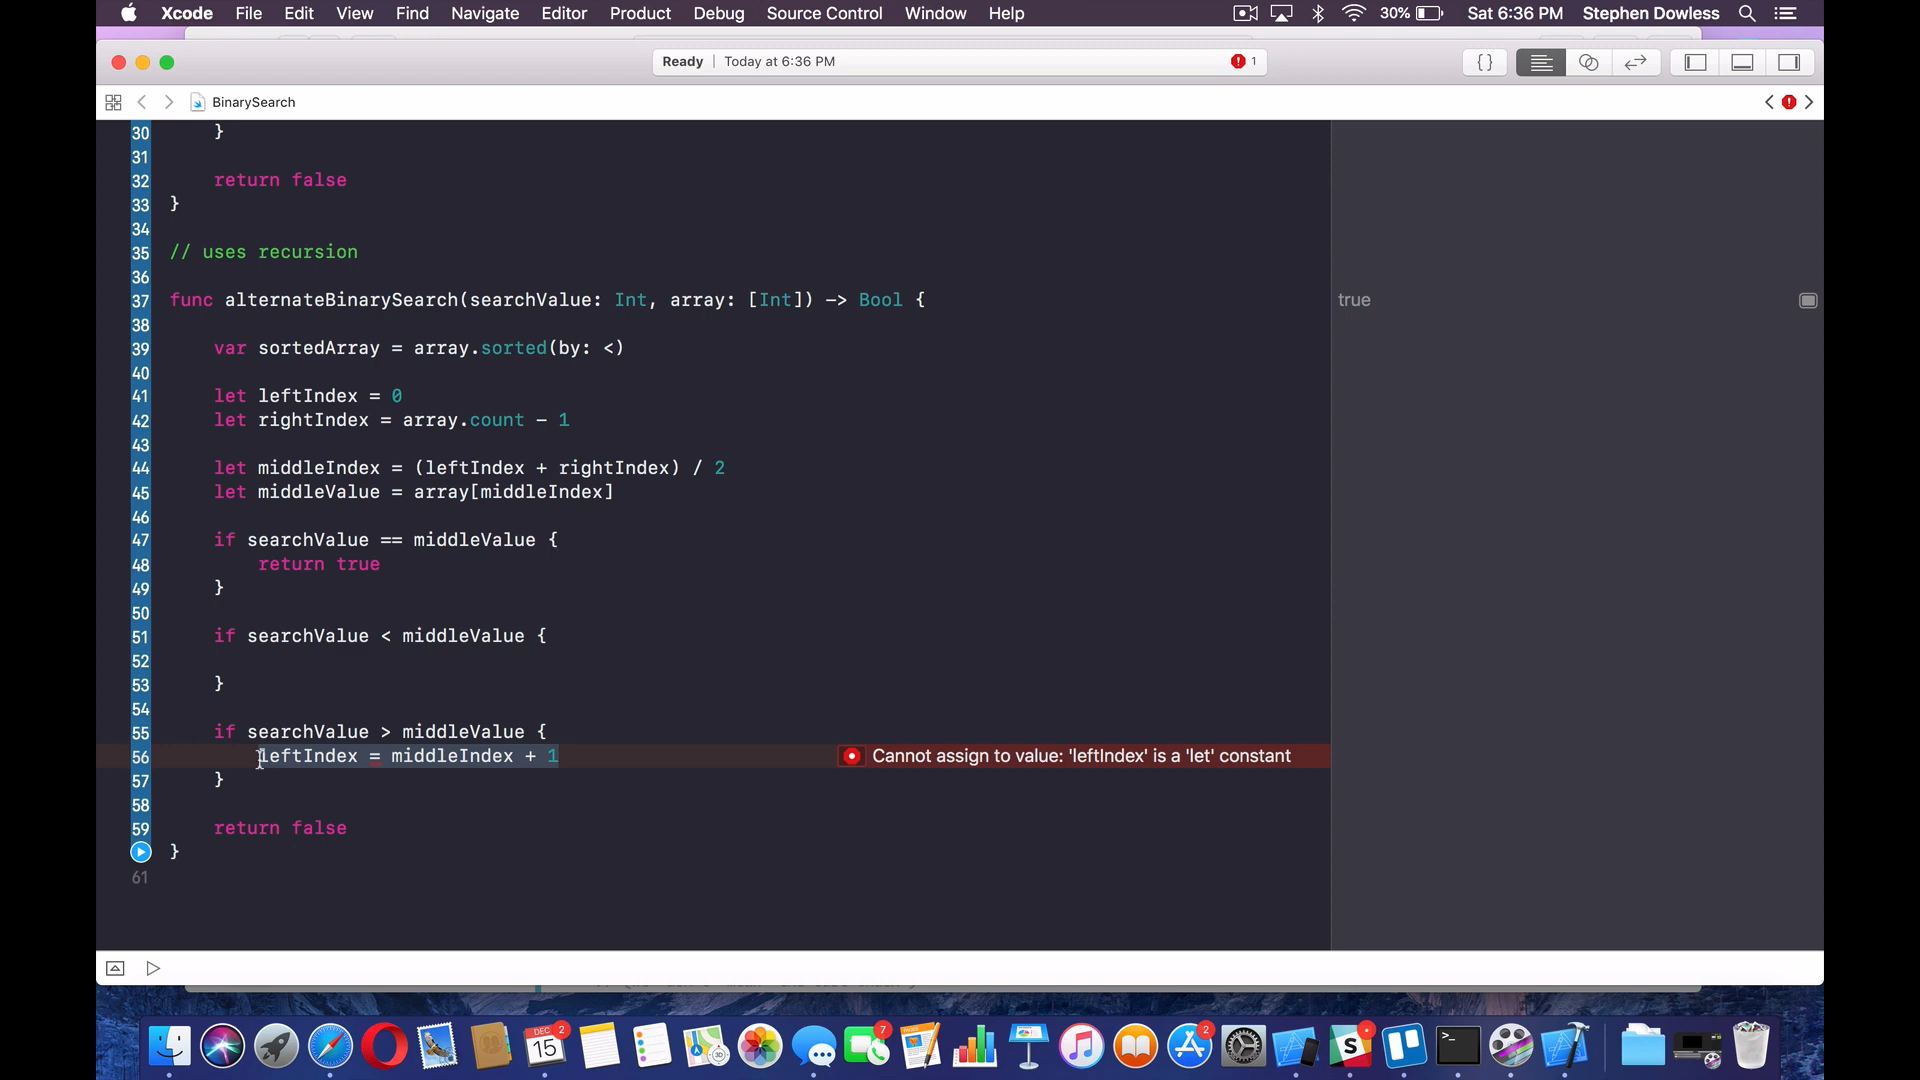 Xcode File Edit View Find Navigate Editor Product Debug Source Control Window Help 30% Sat 6:36 PM Stephen Dowless
Ready | Today at 6:36 PM 1
BinarySearch
30 }
31
32 return false
33 }
34
35 // uses recursion
36
37 func alternateBinarySearch(searchValue: Int, array: [Int]) -> Bool { true
38
39 var sortedArray = array.sorted(by: <)
40
41 let leftIndex = 0
42 let rightIndex = array.count - 1
43
44 let middleIndex = (leftIndex + rightIndex) / 2
45 let middleValue = array[middleIndex]
46
47 if searchValue == middleValue {
48 return true
49 }
50
51 if searchValue < middleValue {
52
53 }
54
55 if searchValue > middleValue {
56 leftIndex = middleIndex + 1 Cannot assign to value: 'leftIndex' is a 'let' constant
57 }
58
59 return false
}
61
DEC 2
15
7
2